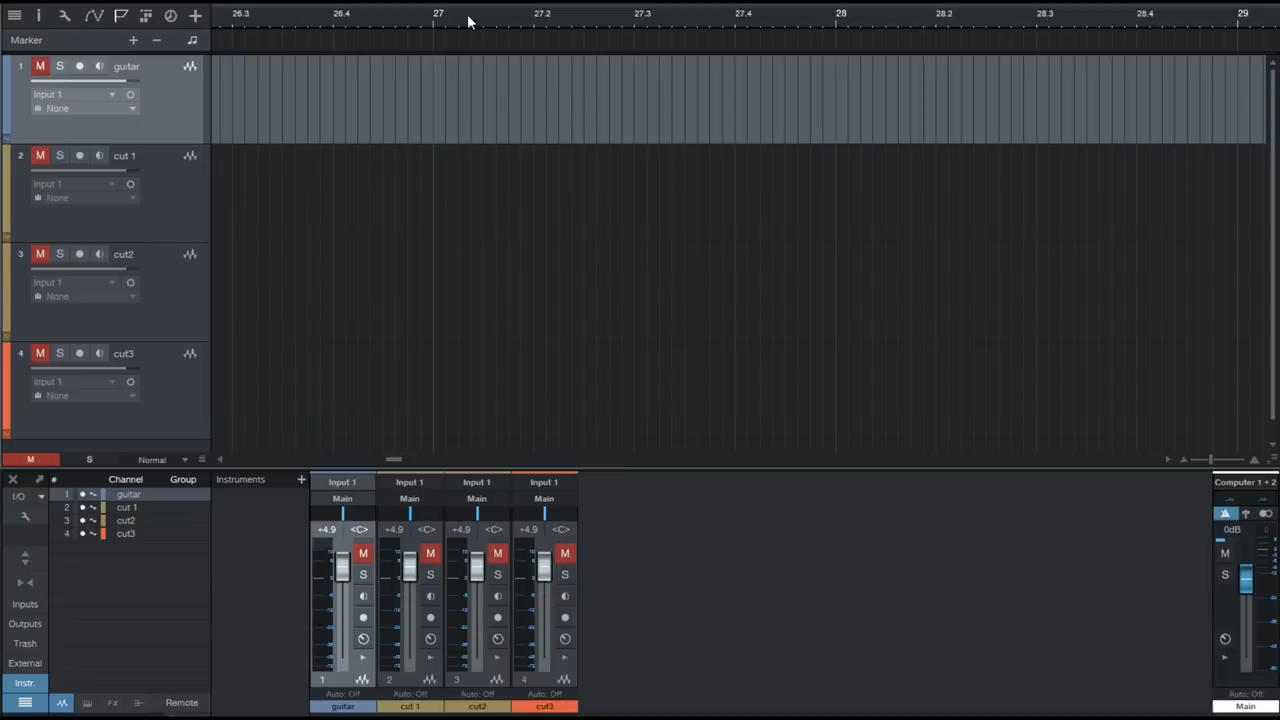 26.3 26.4 27 27.2 27.3 27.4 28 28.2 28.3 28.4 29
Marker
1 M S guitar
Input 1
None
2 M S cut 1
Input 1
None
3 M S cut2
Input 1
None
4 M S cut3
Input 1
None
M S Normal
# Channel Group Instruments
I/O
1 guitar
2 cut 1
3 cut2
4 cut3
Inputs
Outputs
Trash
External
Instr.
FX Remote
Input 1 Input 1 Input 1 Input 1 Computer 1 + 2
Main Main Main Main
+4.9 <C> +4.9 <C> +4.9 <C> +4.9 <C> 0dB
M M M M M
S S S S S
1 2 3 4
Auto: Off Auto: Off Auto: Off Auto: Off Auto: Off
guitar cut 1 cut2 cut3 Main